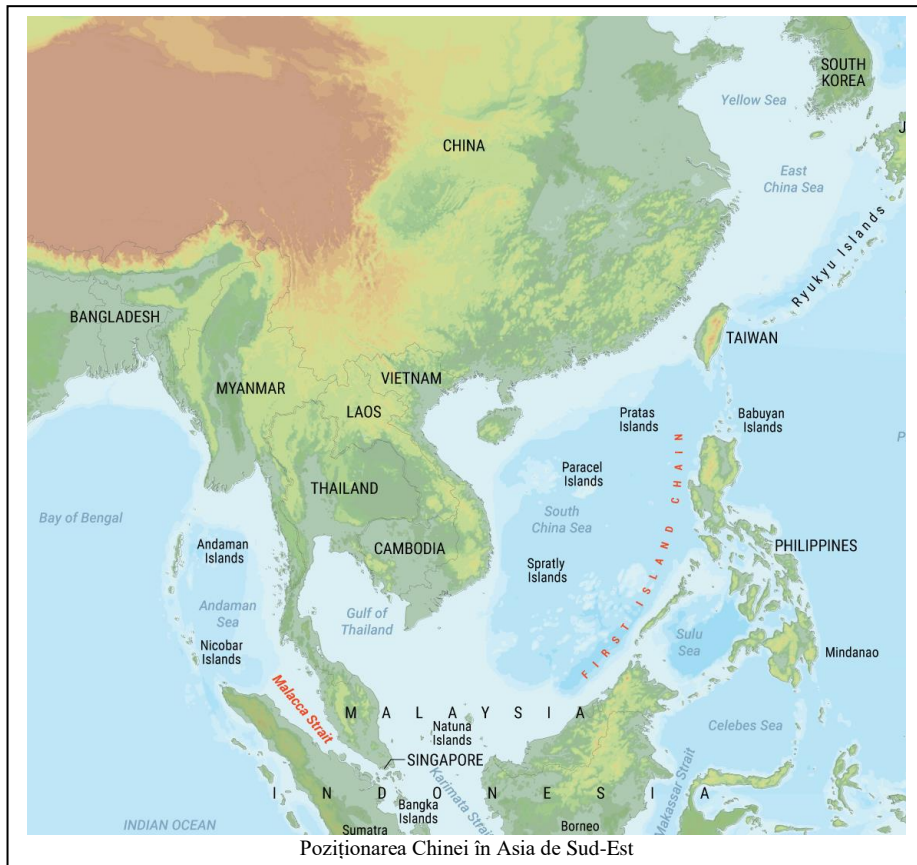 SOUTH
KOREA
Yellow Sea
J
CHINA
East
China Sea
Ryukyu Islands
BANGLADESH
TAIWAN
MYANMAR
VIETNAM
LAOS
Pratas
Islands
Babuyan
Islands
P
FIRST ISLAND CHAIN
Paracel
Islands
THAILAND
South
China Sea
Bay of Bengal
Andaman
Islands
CAMBODIA
PHILIPPINES
Spratly
Islands
Andaman
Sea
Gulf of
Thailand
Nicobar
Islands
Sulu
Sea
Mindanao
Malacca Strait
MALAYSIA
Natuna
Islands
Celebes Sea
SINGAPORE
Karimata Strait
Makassar Strait
INDONESIA
Bangka
Islands
INDIAN OCEAN
Sumatra
Borneo
Poziționarea Chinei în Asia de Sud-Est